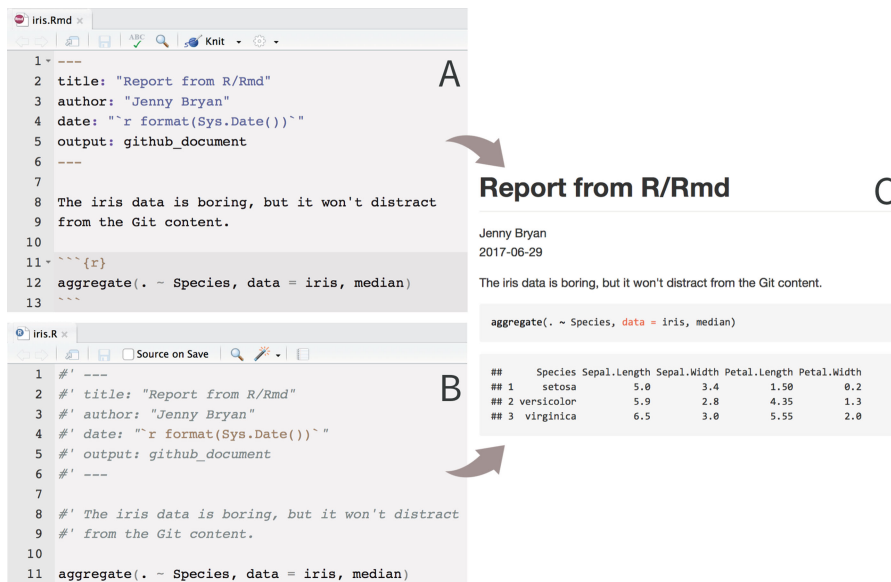 iris.Rmd ×
ABC Knit
A
1 ---
2 title: "Report from R/Rmd"
3 author: "Jenny Bryan"
4 date: "`r format(Sys.Date())`"
5 output: github_document
6 ---
7
8 The iris data is boring, but it won't distract
9 from the Git content.
10
11 ```{r}
12 aggregate(. ~ Species, data = iris, median)
13 ```
iris.R ×
Source on Save
B
1 #' ---
2 #' title: "Report from R/Rmd"
3 #' author: "Jenny Bryan"
4 #' date: "`r format(Sys.Date())`"
5 #' output: github_document
6 #' ---
7
8 #' The iris data is boring, but it won't distract
9 #' from the Git content.
10
11 aggregate(. ~ Species, data = iris, median)
C
Report from R/Rmd
Jenny Bryan
2017-06-29
The iris data is boring, but it won't distract from the Git content.
aggregate(. ~ Species, data = iris, median)
##      Species Sepal.Length Sepal.Width Petal.Length Petal.Width
## 1     setosa          5.0         3.4         1.50         0.2
## 2 versicolor          5.9         2.8         4.35         1.3
## 3  virginica          6.5         3.0         5.55         2.0